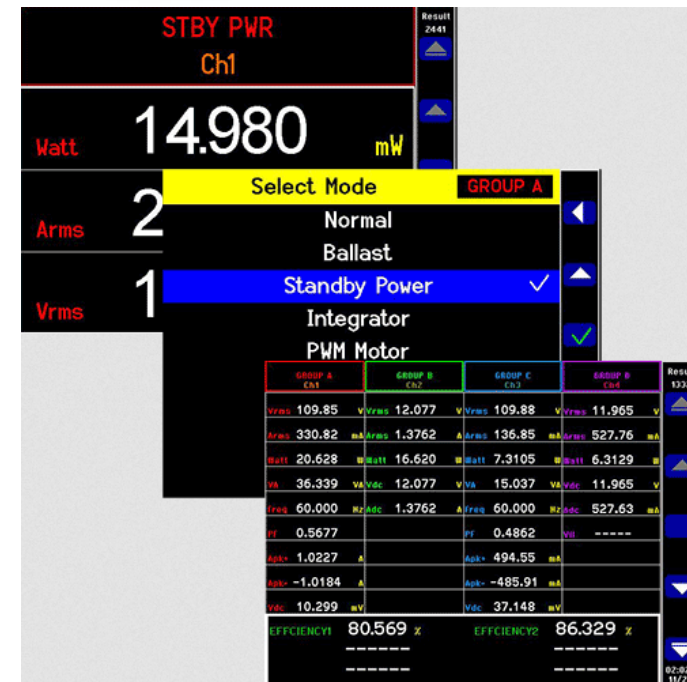 STBY PWR
Ch1
Result
2441
Watt 14.980 mW
Arms 2
Vrms 1
Select Mode GROUP A
Normal
Ballast
Standby Power
Integrator
PWM Motor
GROUP A GROUP B GROUP C GROUP D
Ch1 Ch2 Ch3 Ch4
Vrms 109.85 V Vrms 12.077 V Vrms 109.88 V Vrms 11.965 V
Arms 330.82 mA Arms 1.3762 A Arms 136.85 mA Arms 527.76 mA
Watt 20.628 W Watt 16.620 W Watt 7.3105 W Watt 6.3129 W
VA 36.339 VA Vdc 12.077 V VA 15.037 VA Vdc 11.965 V
freq 60.000 Hz Adc 1.3762 A freq 60.000 Hz Adc 527.63 mA
Pf 0.5677 Pf 0.4862 -----
Apk+ 1.0227 A Apk+ 494.55 mA
Apk- -1.0184 A Apk- -485.91 mA
Vdc 10.299 mV Vdc 37.148 mV
EFFCIENCY1 80.569 % EFFCIENCY2 86.329 %
------ ------
------ ------